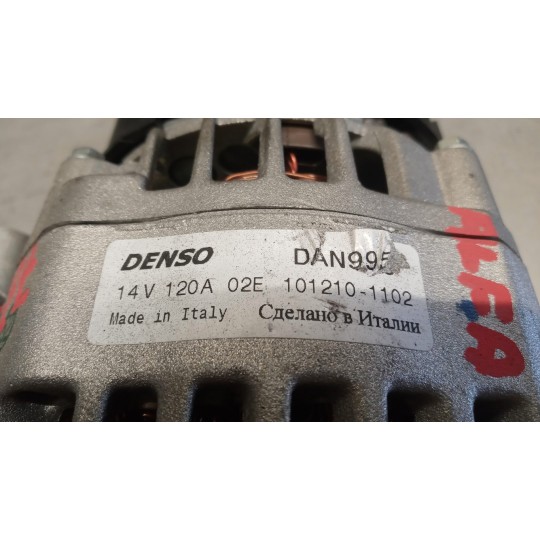 DENSO DAN995
14V 120A 02E 101210-1102
Made in Italy Сделано в Италии
ALFA